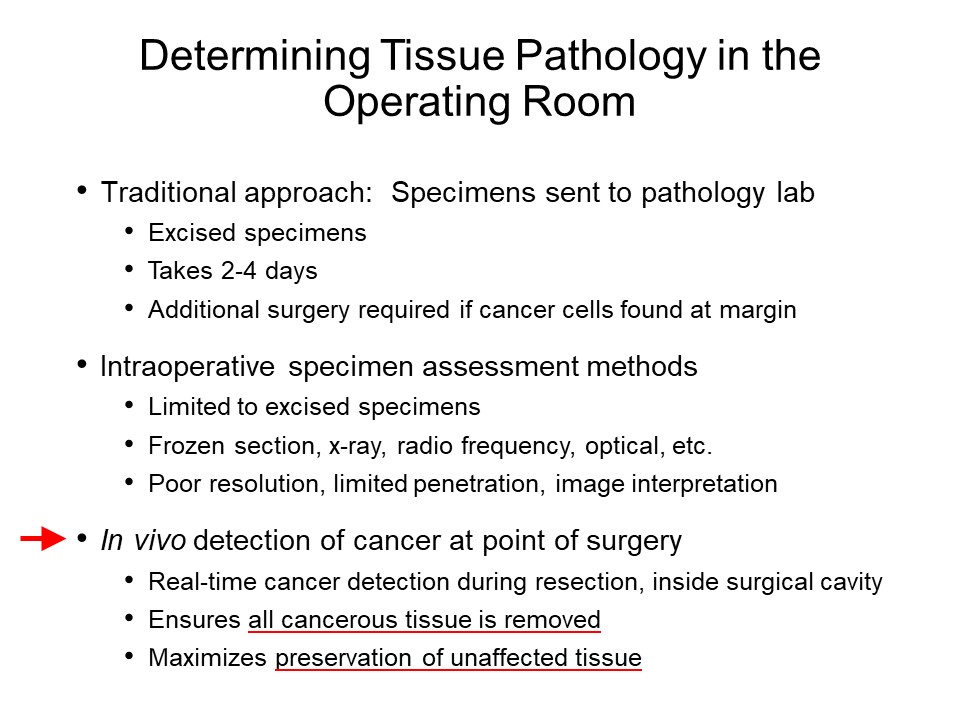 Determining Tissue Pathology in the
Operating Room
• Traditional approach:  Specimens sent to pathology lab
• Excised specimens
• Takes 2-4 days
• Additional surgery required if cancer cells found at margin
• Intraoperative specimen assessment methods
• Limited to excised specimens
• Frozen section, x-ray, radio frequency, optical, etc.
• Poor resolution, limited penetration, image interpretation
• In vivo detection of cancer at point of surgery
• Real-time cancer detection during resection, inside surgical cavity
• Ensures all cancerous tissue is removed
• Maximizes preservation of unaffected tissue